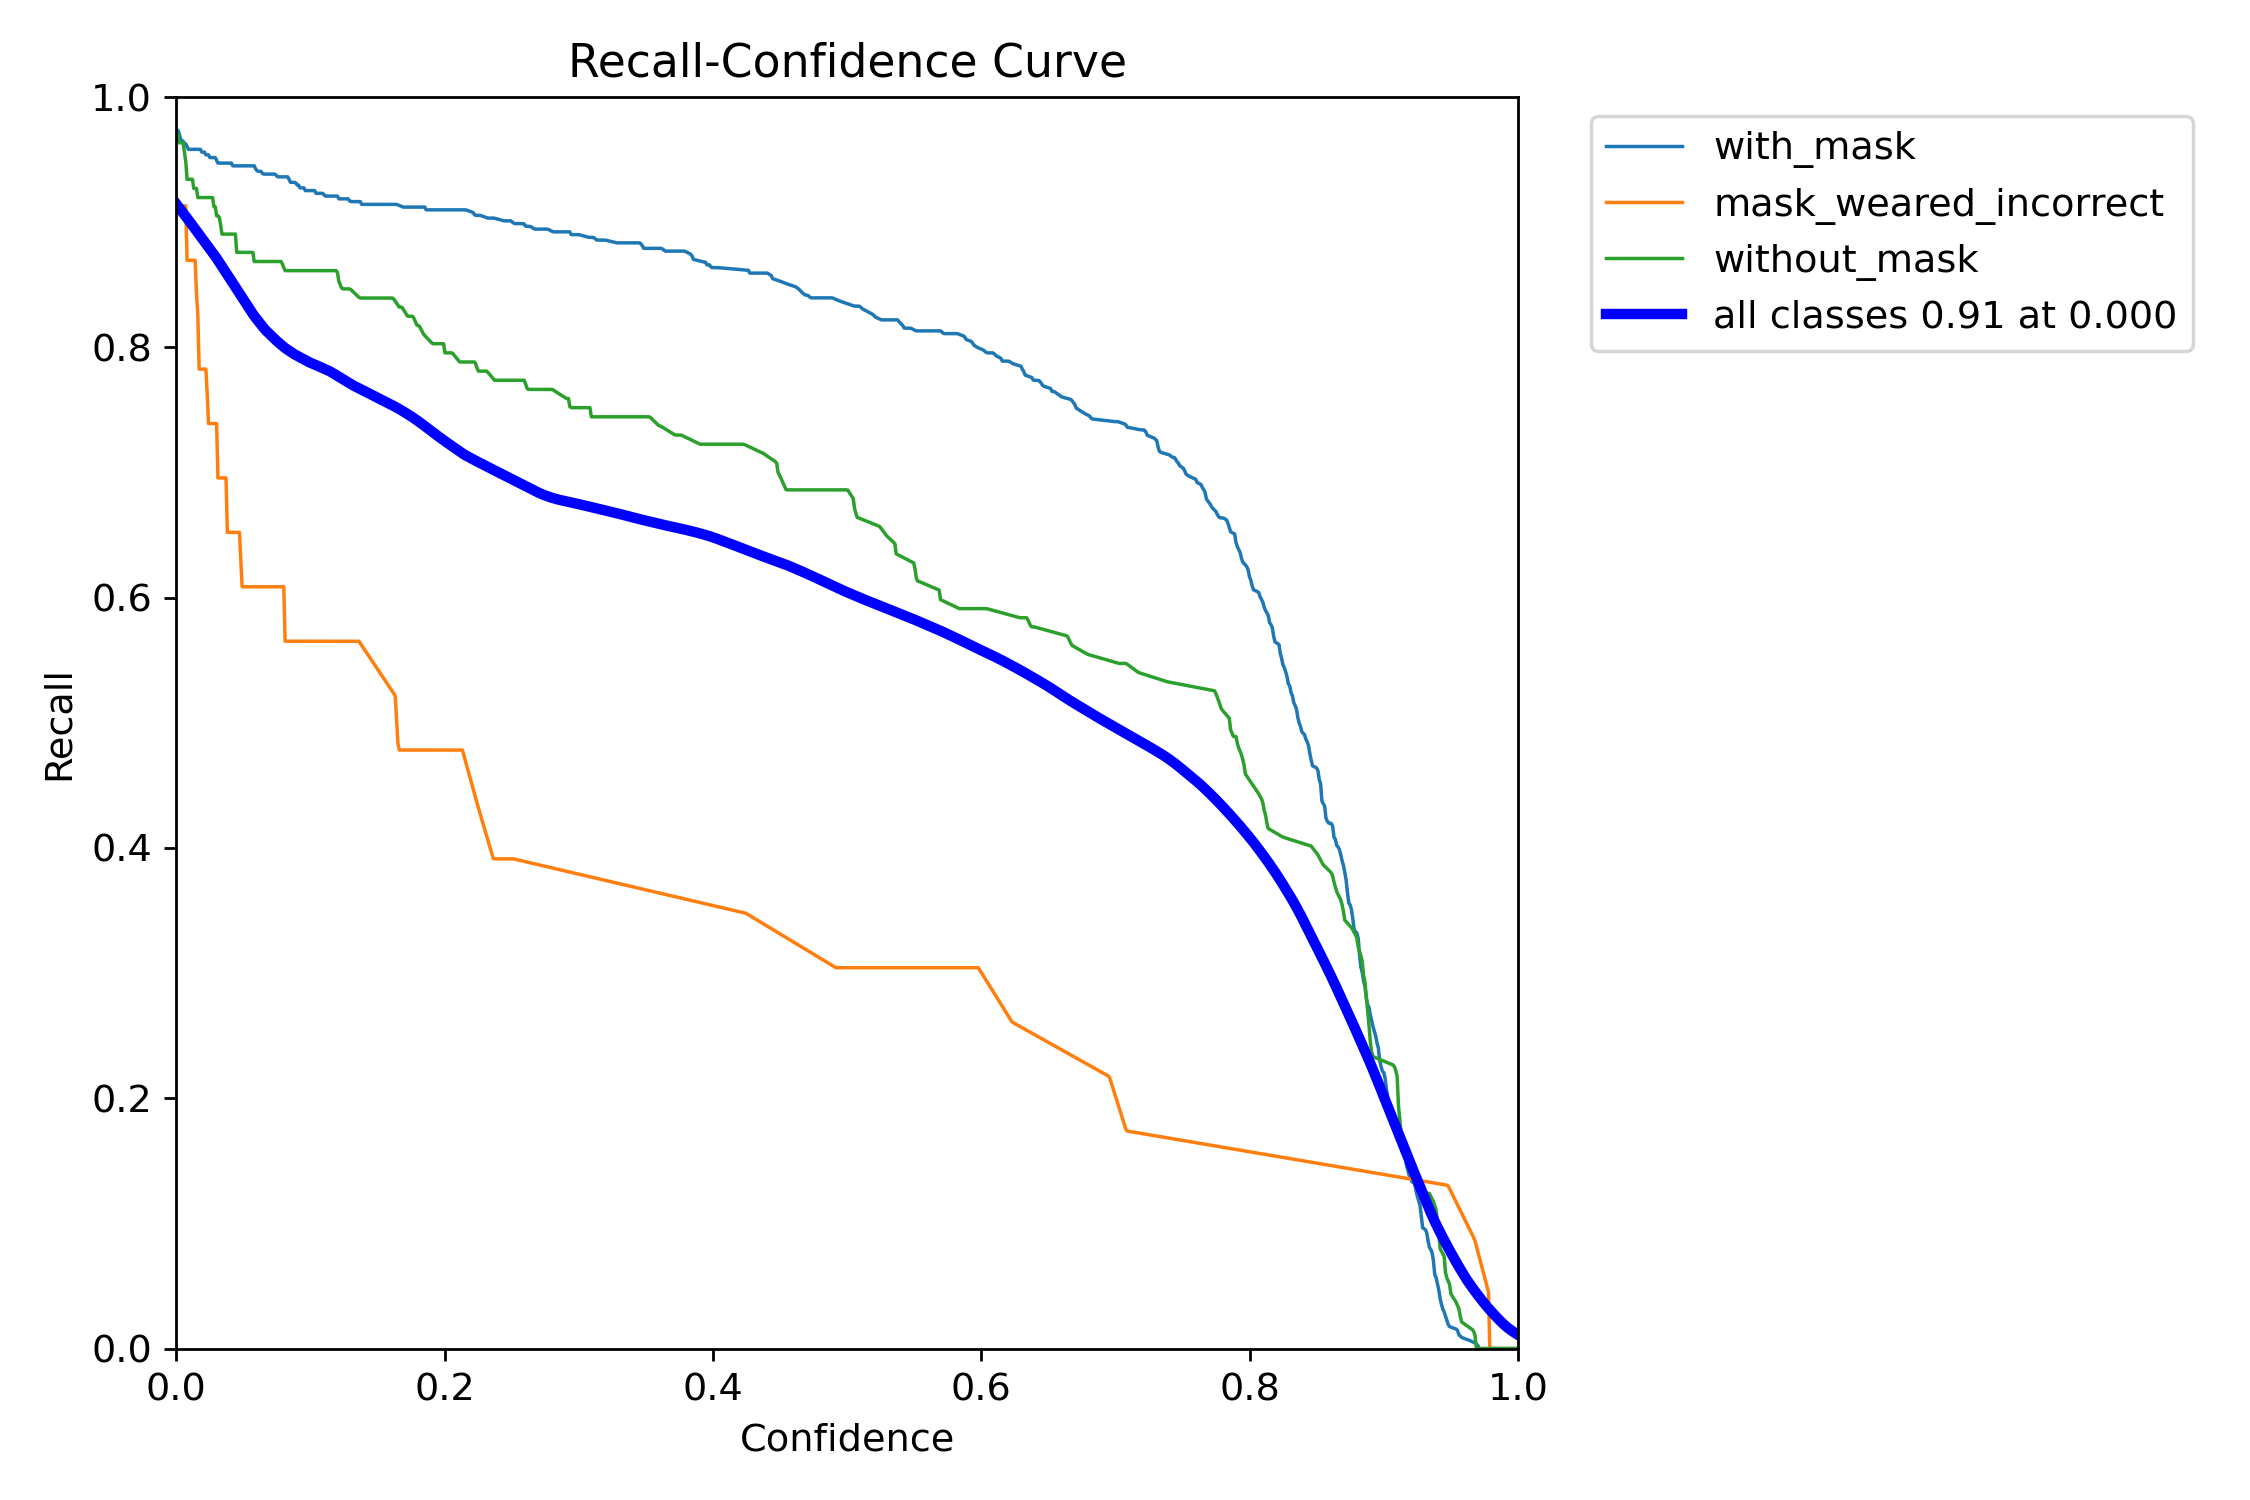 Recall-Confidence Curve
1.0
0.8
0.6
0.4
0.2
0.0
Recall
0.0 0.2 0.4 0.6 0.8 1.0
Confidence
with_mask
mask_weared_incorrect
without_mask
all classes 0.91 at 0.000